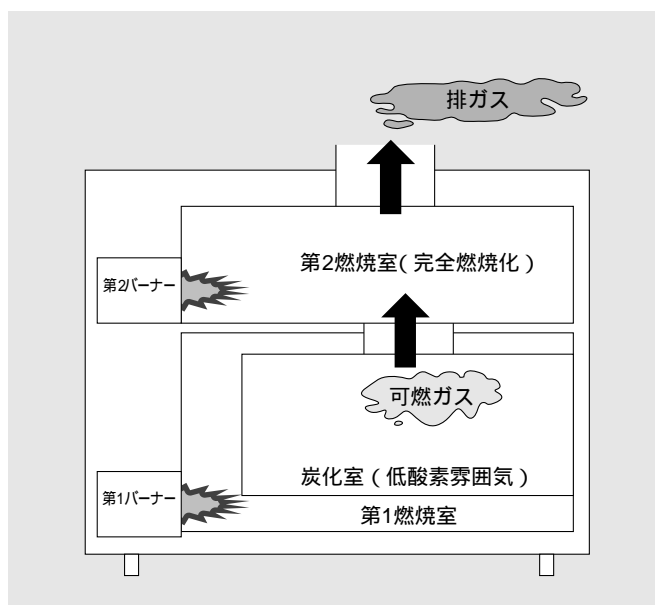 排ガス
第2燃焼室(完全燃焼化)
第2バーナー
可燃ガス
炭化室(低酸素雰囲気)
第1バーナー
第1燃焼室